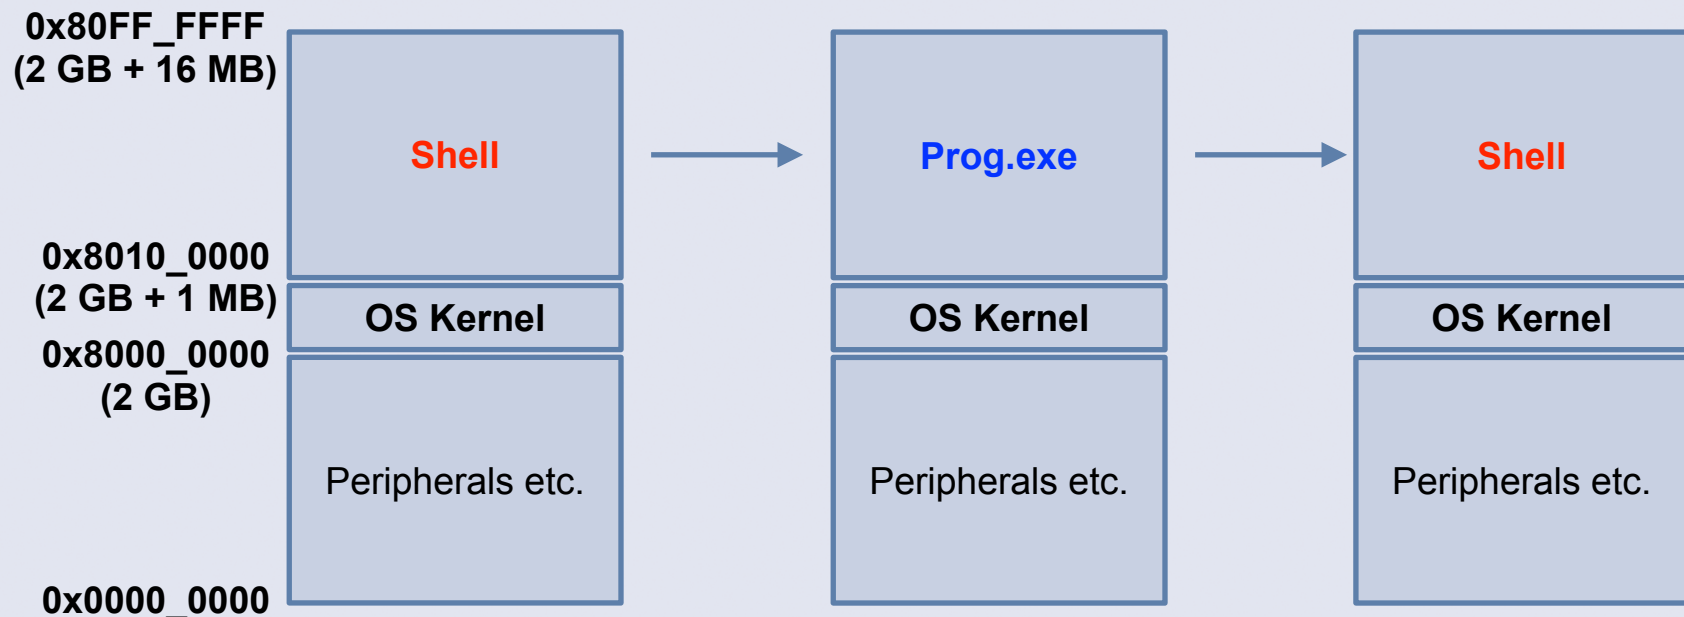 0x80FF_FFFF
(2 GB + 16 MB)
Shell
Prog.exe
Shell
0x8010_0000
(2 GB + 1 MB)
OS Kernel
OS Kernel
OS Kernel
0x8000_0000
(2 GB)
Peripherals etc.
Peripherals etc.
Peripherals etc.
0x0000_0000